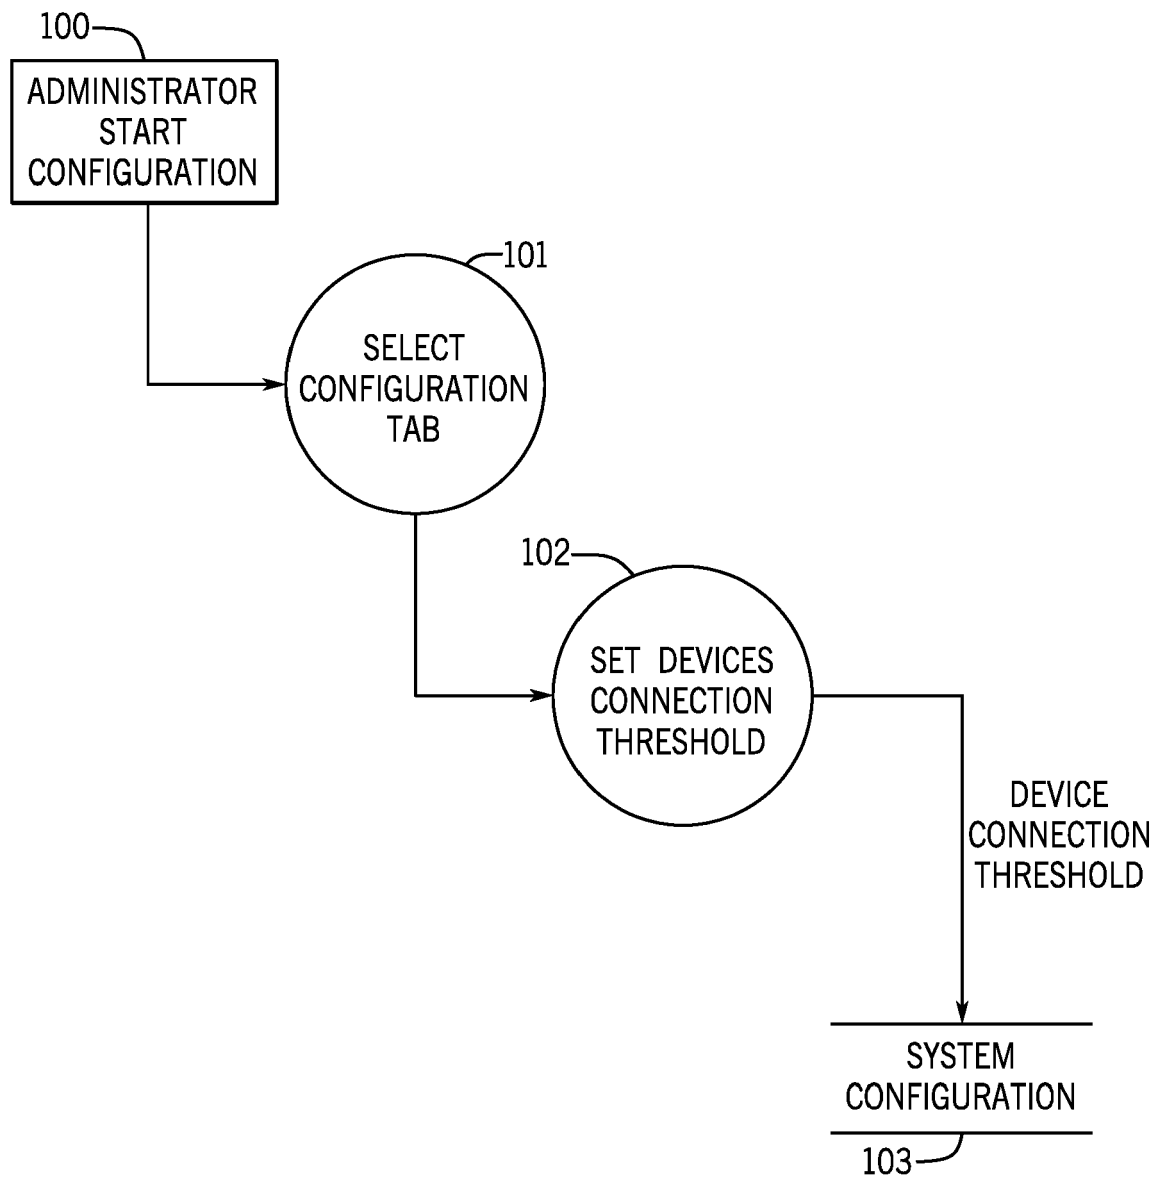 100
ADMINISTRATOR
START
CONFIGURATION
101
SELECT
CONFIGURATION
TAB
102
SET DEVICES
CONNECTION
THRESHOLD
DEVICE
CONNECTION
THRESHOLD
SYSTEM
CONFIGURATION
103